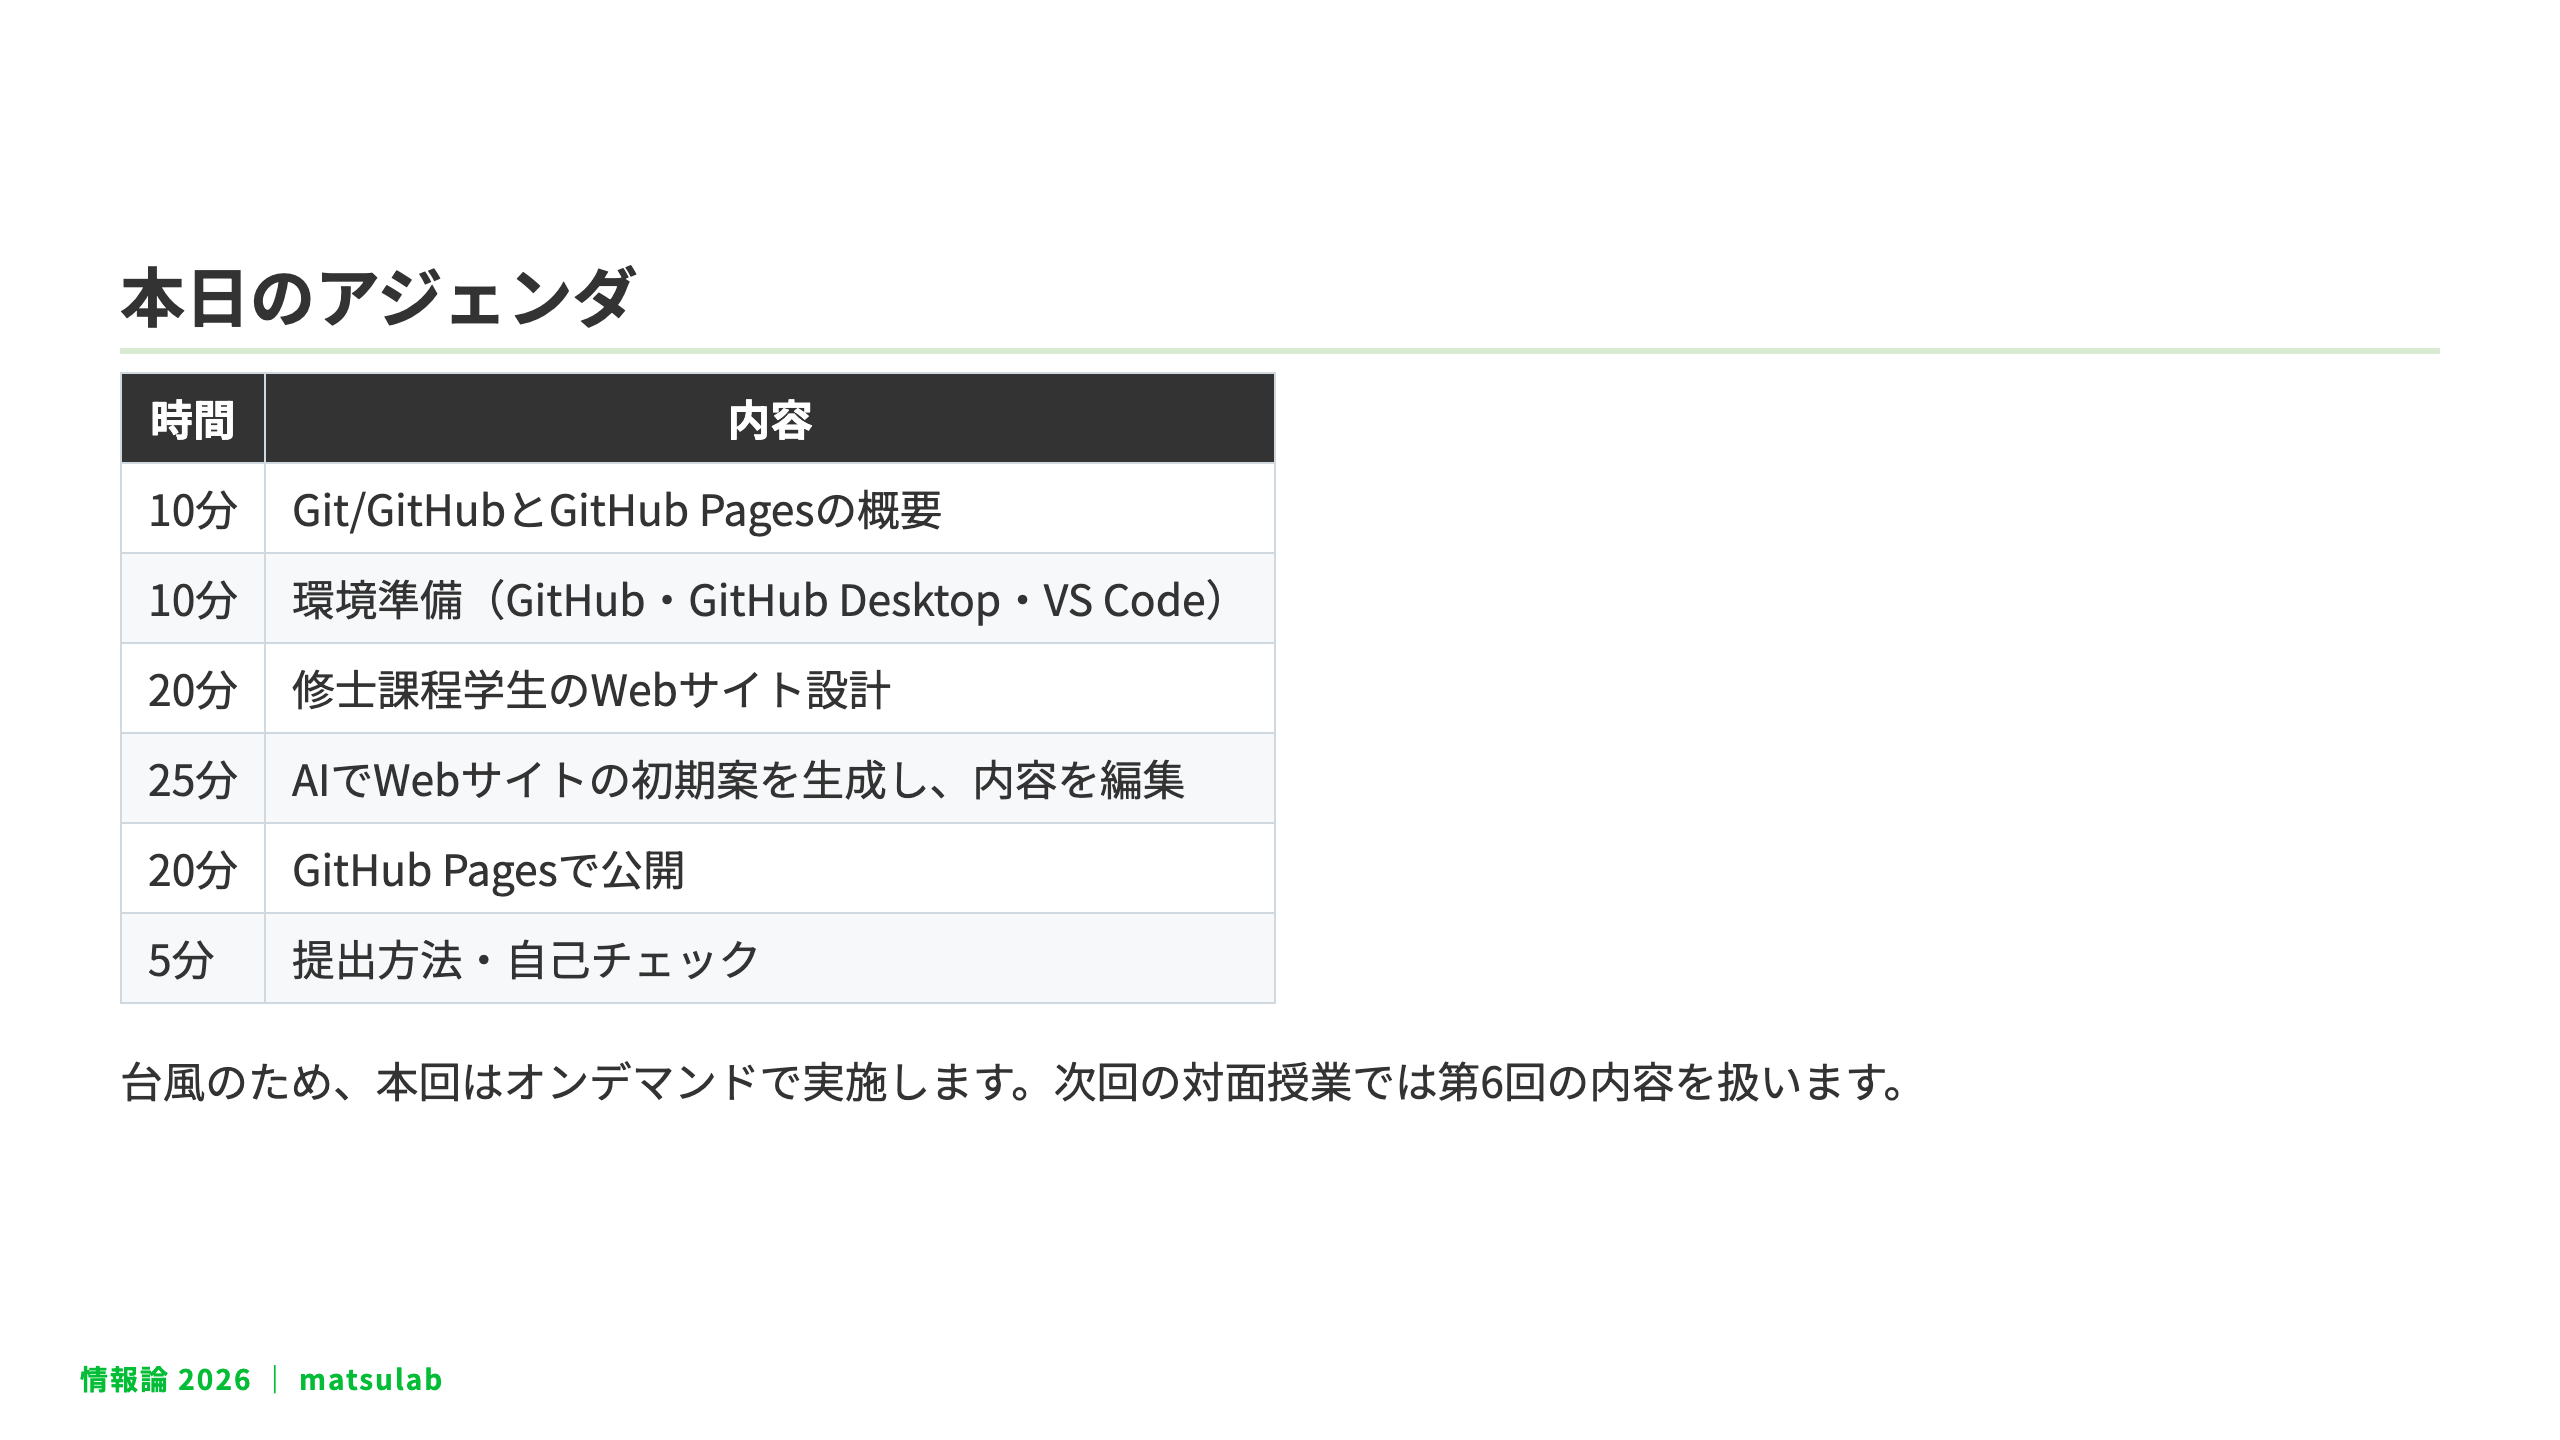 本日のアジェンダ
時間 内容
10分 Git/GitHubとGitHub Pagesの概要
10分 環境準備（GitHub・GitHub Desktop・VS Code）
20分 修士課程学生のWebサイト設計
25分 AIでWebサイトの初期案を生成し、内容を編集
20分 GitHub Pagesで公開
5分 提出方法・自己チェック
台風のため、本回はオンデマンドで実施します。次回の対面授業では第6回の内容を扱います。
情報論 2026 ｜ matsulab